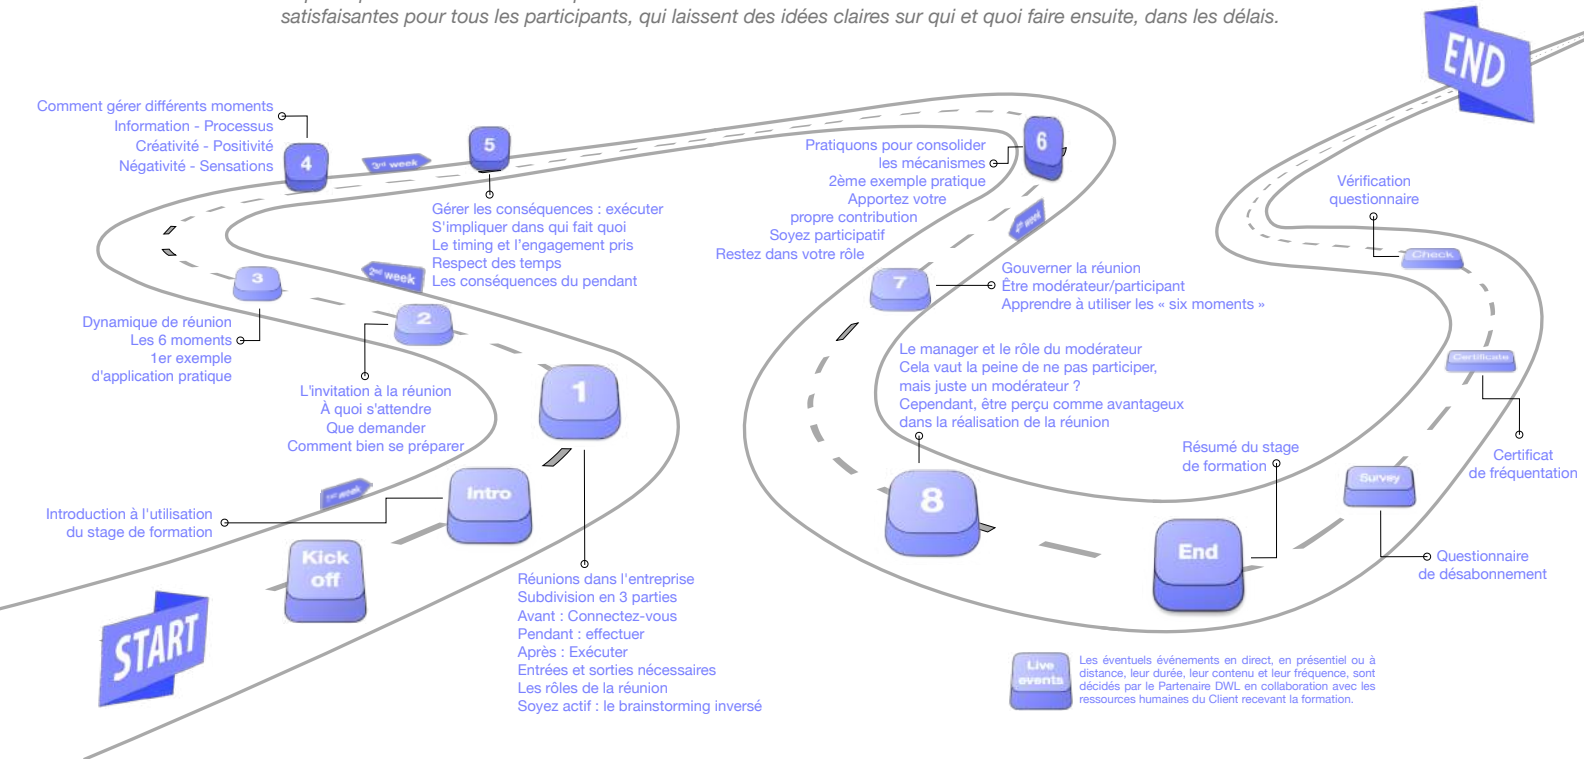 satisfaisantes pour tous les participants, qui laissent des idées claires sur qui et quoi faire ensuite, dans les délais.
END
Comment gérer différents moments
Information - Processus
Créativité - Positivité
Négativité - Sensations
4
3rd week
5
Gérer les conséquences : exécuter
S'impliquer dans qui fait quoi
Le timing et l'engagement pris
Respect des temps
Les conséquences du pendant
Pratiquons pour consolider
les mécanismes
2ème exemple pratique
Apportez votre
propre contribution
Soyez participatif
Restez dans votre rôle
6
4th week
Vérification
questionnaire
Check
3
2nd week
2
7
Gouverner la réunion
Être modérateur/participant
Apprendre à utiliser les « six moments »
Dynamique de réunion
Les 6 moments
1er exemple
d'application pratique
L'invitation à la réunion
À quoi s'attendre
Que demander
Comment bien se préparer
1
Le manager et le rôle du modérateur
Cela vaut la peine de ne pas participer,
mais juste un modérateur ?
Cependant, être perçu comme avantageux
dans la réalisation de la réunion
Certificate
Certificat
de fréquentation
Résumé du stage
de formation
Survey
1st week
Intro
Introduction à l'utilisation
du stage de formation
8
End
Questionnaire
de désabonnement
Kick
off
START
Réunions dans l'entreprise
Subdivision en 3 parties
Avant : Connectez-vous
Pendant : effectuer
Après : Exécuter
Entrées et sorties nécessaires
Les rôles de la réunion
Soyez actif : le brainstorming inversé
Live
events
Les éventuels événements en direct, en présentiel ou à
distance, leur durée, leur contenu et leur fréquence, sont
décidés par le Partenaire DWL en collaboration avec les
ressources humaines du Client recevant la formation.